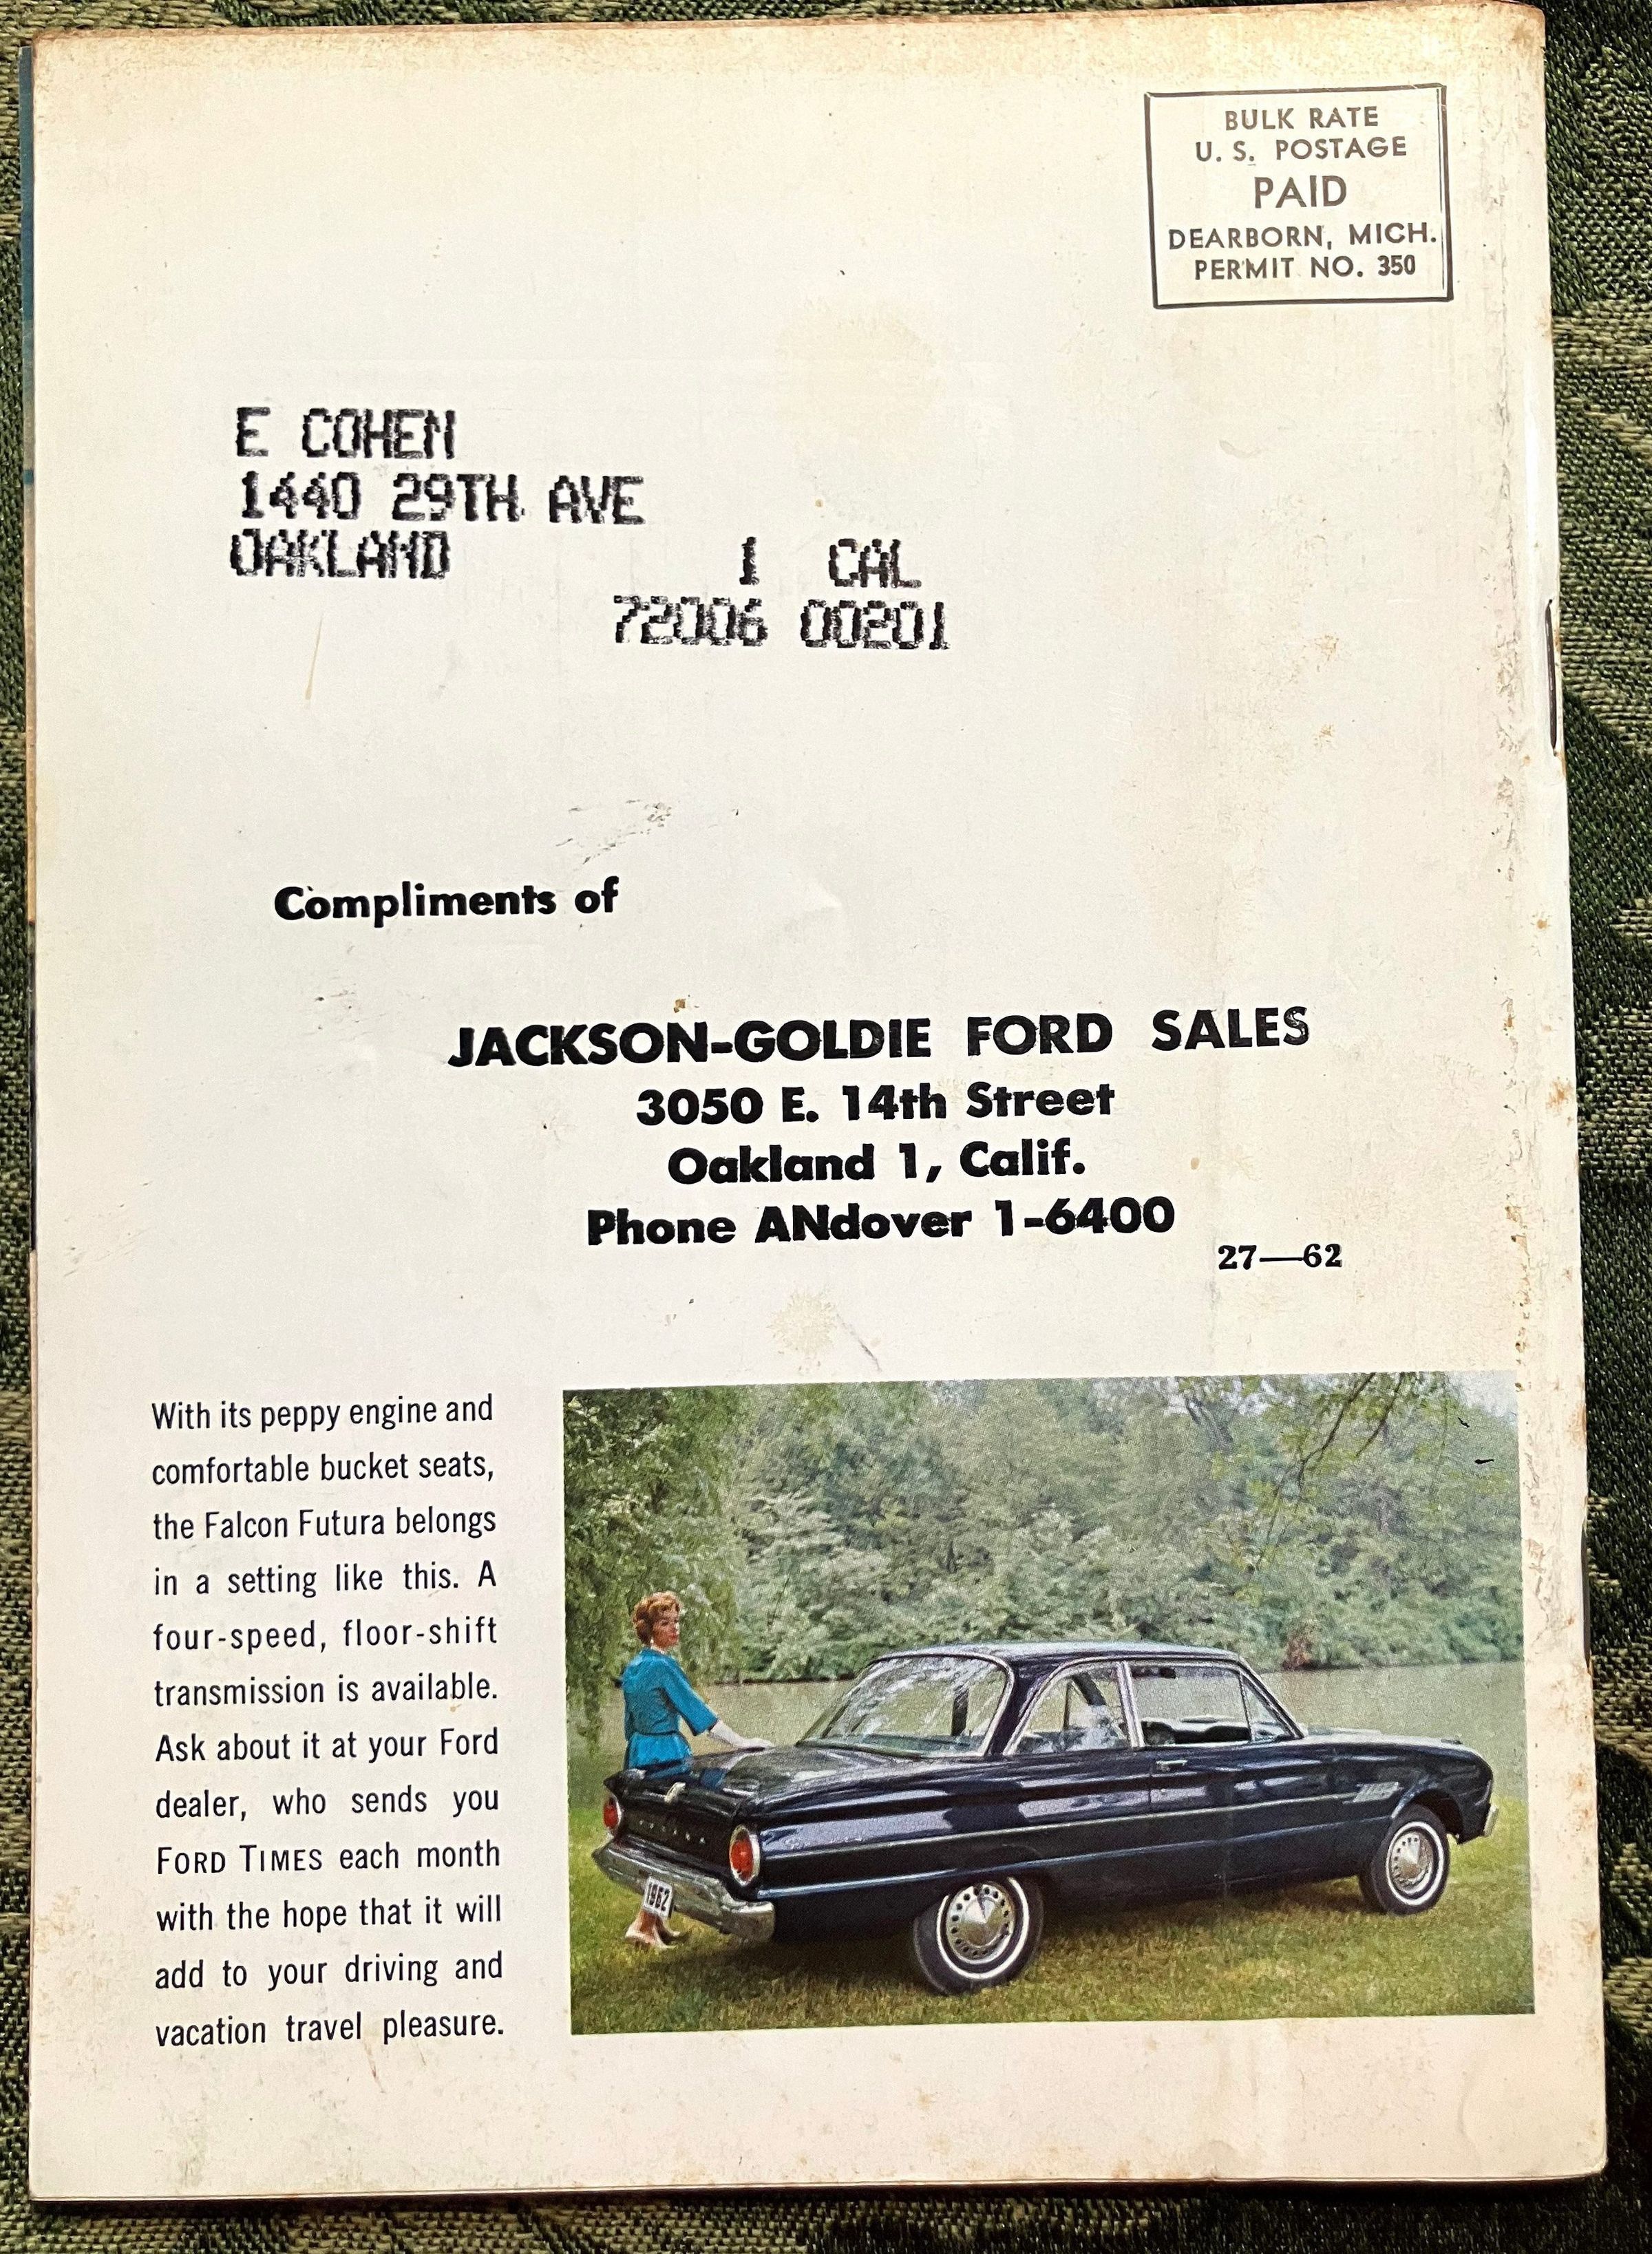 BULK RATE
U. S. POSTAGE
PAID
DEARBORN, MICH.
PERMIT NO. 350
E COHEN
1440 29TH AVE
OAKLAND 1 CAL
72006 00201
Compliments of
JACKSON-GOLDIE FORD SALES
3050 E. 14th Street
Oakland 1, Calif.
Phone ANdover 1-6400
27—62
With its peppy engine and
comfortable bucket seats,
the Falcon Futura belongs
in a setting like this. A
four-speed, floor-shift
transmission is available.
Ask about it at your Ford
dealer, who sends you
FORD TIMES each month
with the hope that it will
add to your driving and
vacation travel pleasure.
1962